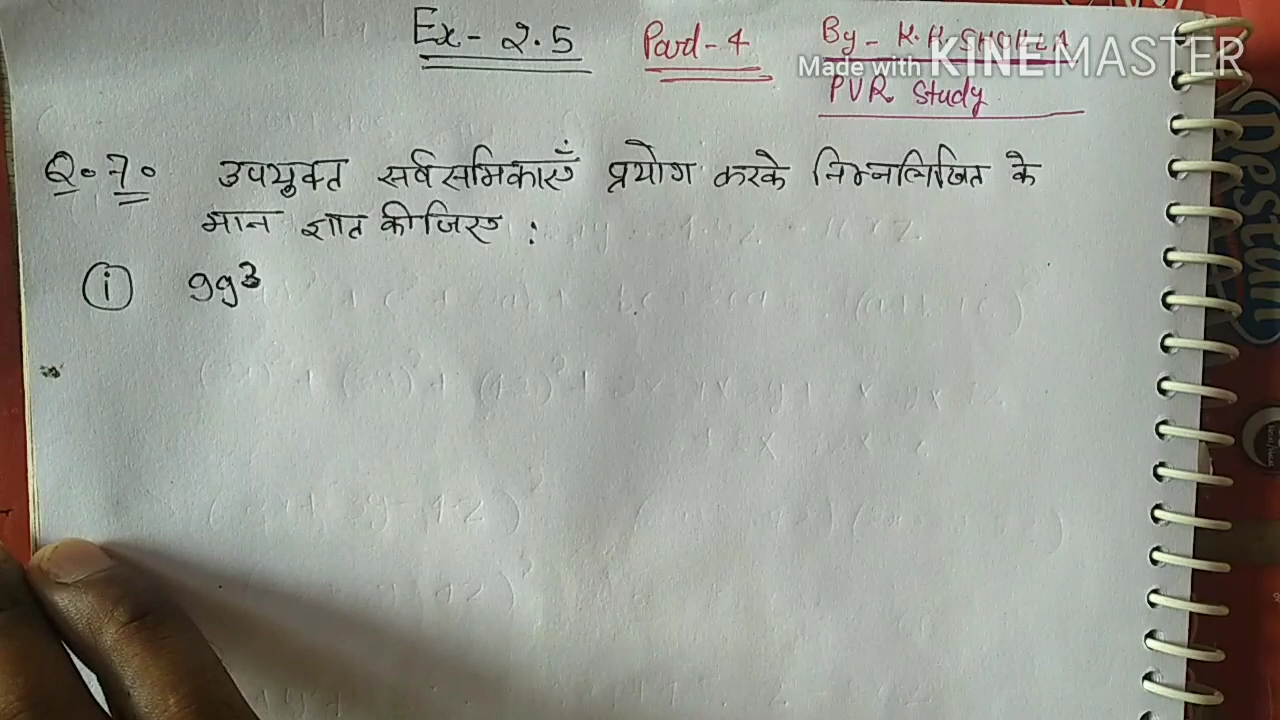 Ex- 2.5 Part-4 By- K.K. SHUKLA
Made with KINEMASTER
PVR Study
Q.7. उपयुक्त सर्वसमिकाएँ प्रयोग करके निम्नलिखित के
मान ज्ञात कीजिए :
(i) 99³